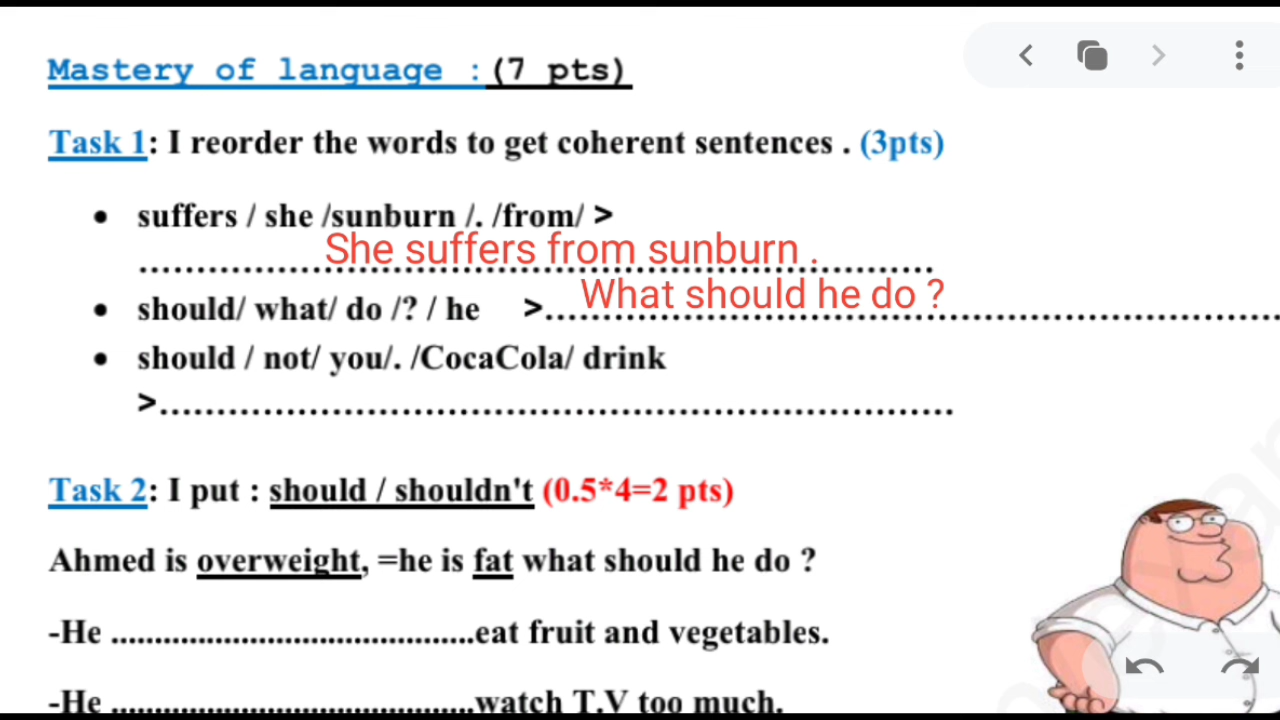 Mastery of language : (7 pts)
Task 1: I reorder the words to get coherent sentences . (3pts)
• suffers / she /sunburn /. /from/ >
She suffers from sunburn .
................................................................................
What should he do ?
• should/ what/ do /? / he >................................................................................
• should / not/ you/. /CocaCola/ drink
>......................................................................
Task 2: I put : should / shouldn't (0.5*4=2 pts)
Ahmed is overweight, =he is fat what should he do ?
-He ..........................................eat fruit and vegetables.
-He ..........................................watch T.V too much.